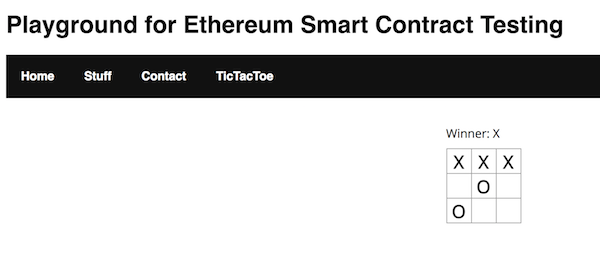 Playground for Ethereum Smart Contract Testing
Home Stuff Contact TicTacToe
Winner: X
X X X
O
O